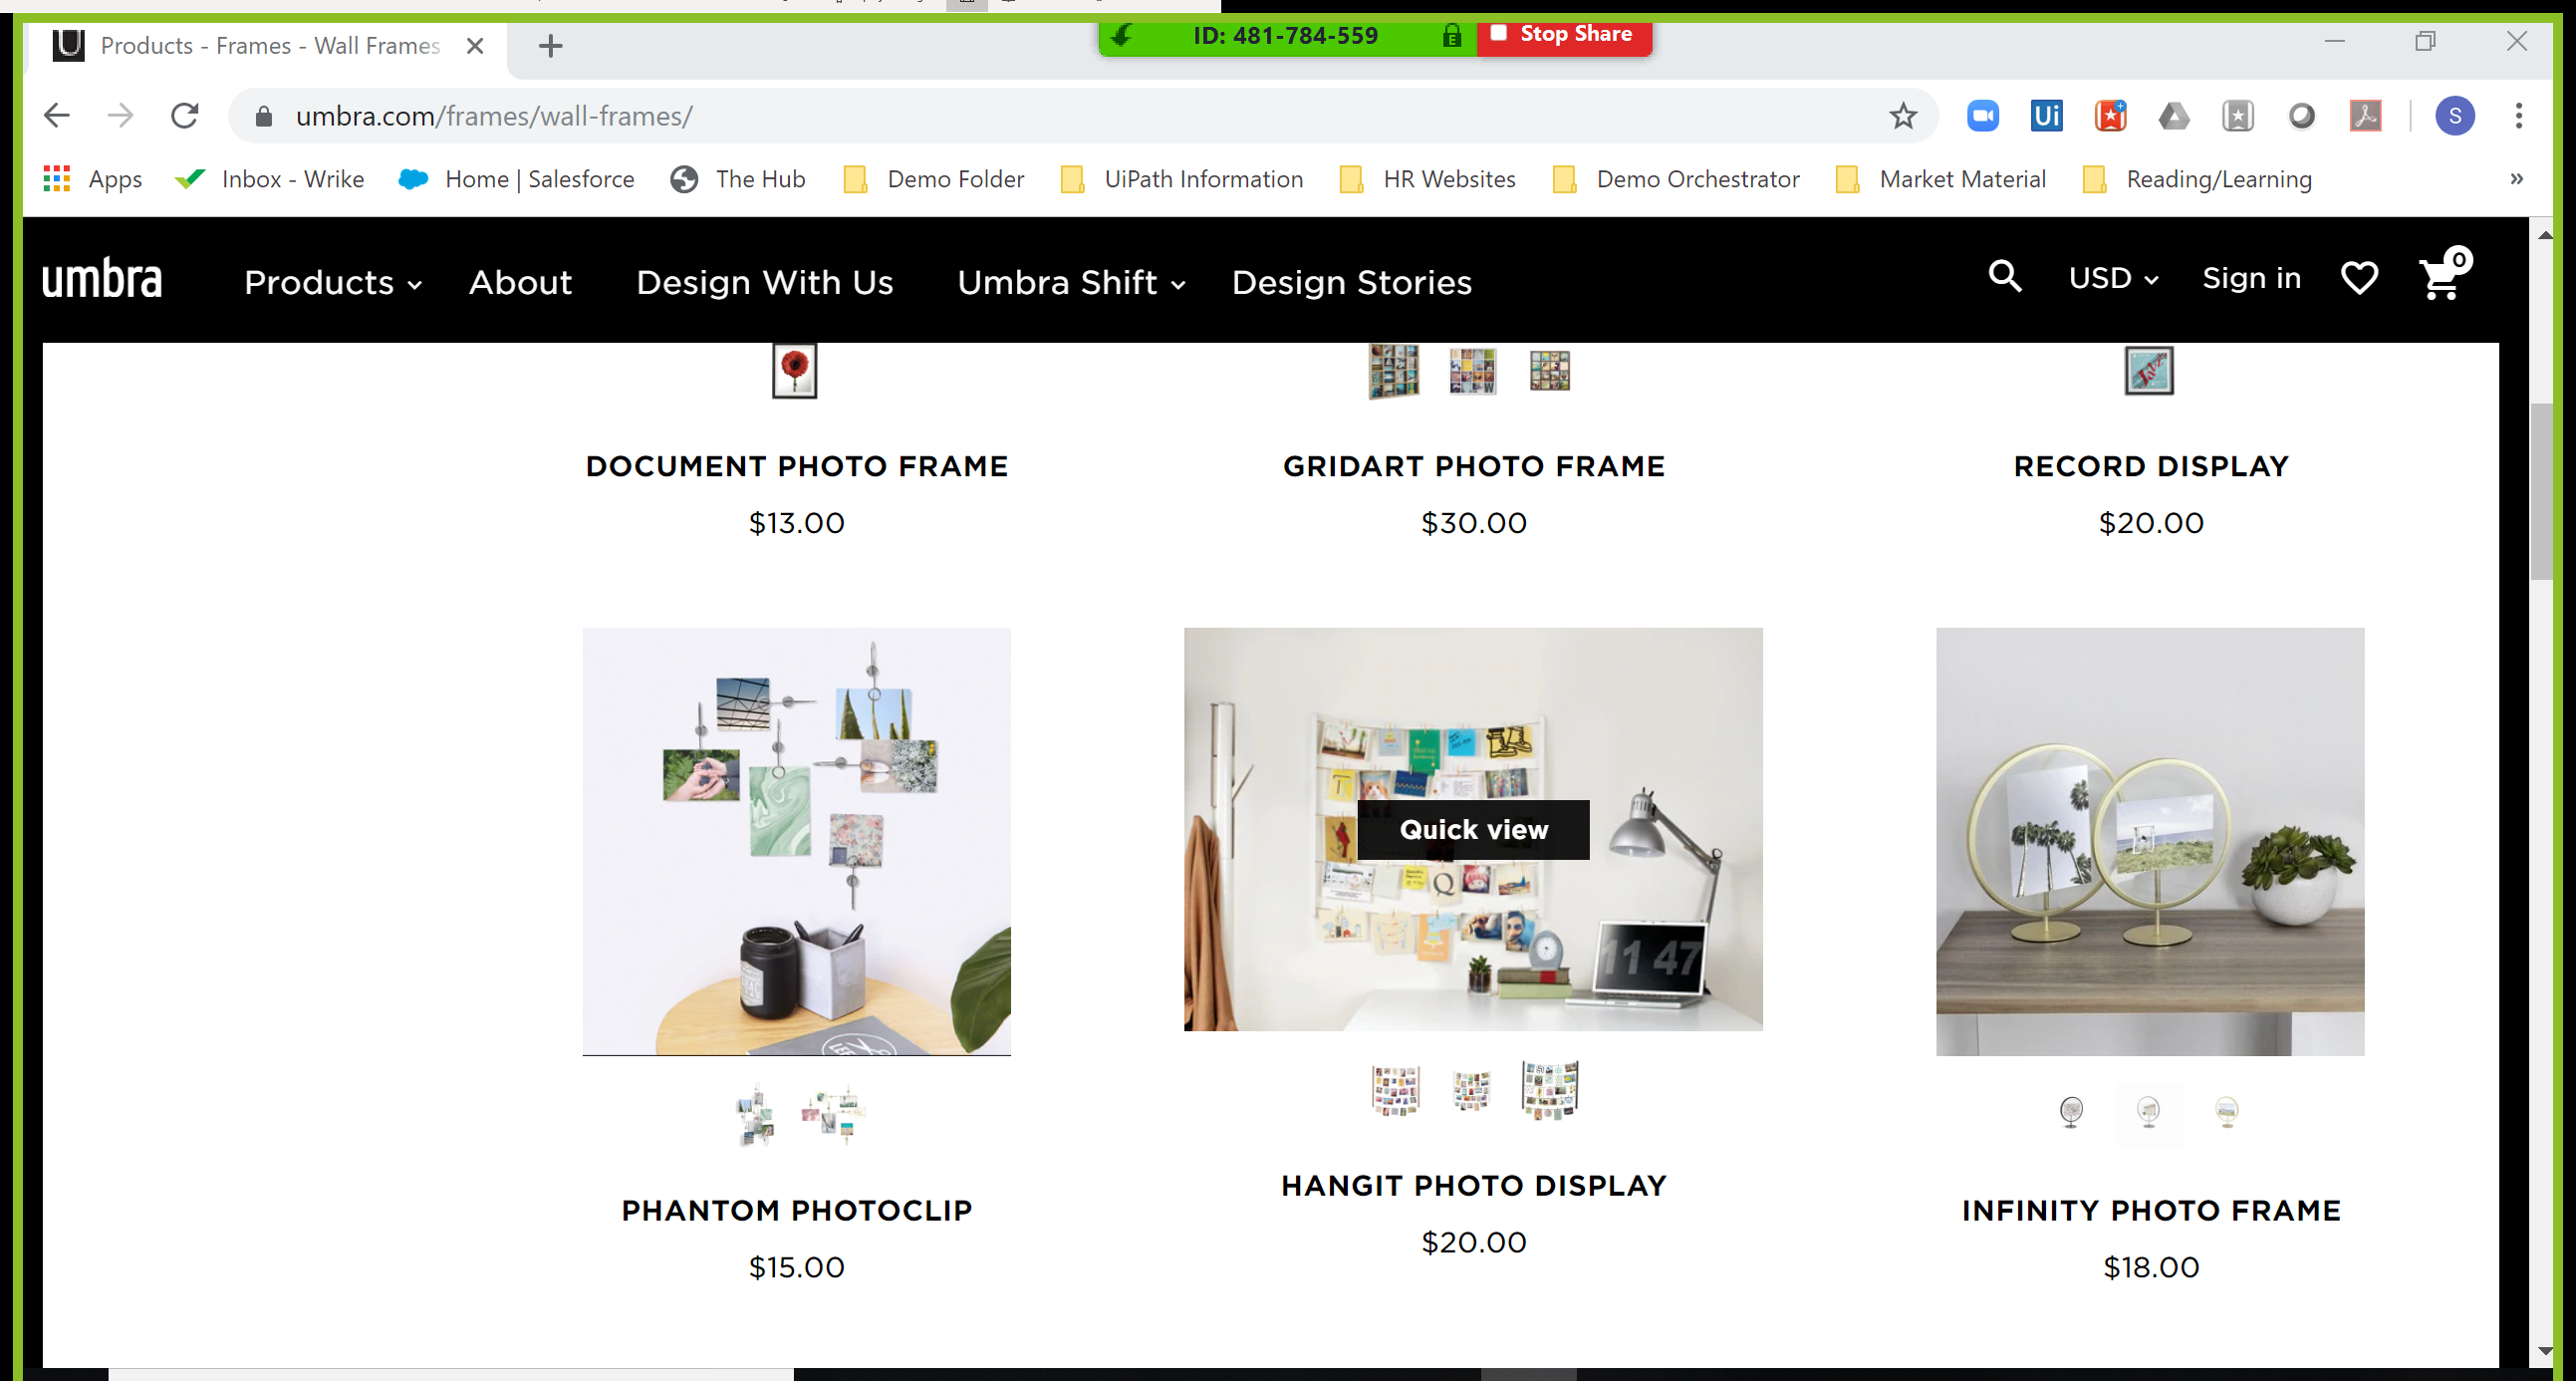 Products - Frames - Wall Frames
ID: 481-784-559
Stop Share
umbra.com/frames/wall-frames/
Ui
S
Apps
Inbox - Wrike
Home | Salesforce
The Hub
Demo Folder
UiPath Information
HR Websites
Demo Orchestrator
Market Material
Reading/Learning
»
umbra
Products
About
Design With Us
Umbra Shift
Design Stories
USD
Sign in
0
DOCUMENT PHOTO FRAME
$13.00
GRIDART PHOTO FRAME
$30.00
RECORD DISPLAY
$20.00
Quick view
Q
11 47
PHANTOM PHOTOCLIP
$15.00
HANGIT PHOTO DISPLAY
$20.00
INFINITY PHOTO FRAME
$18.00